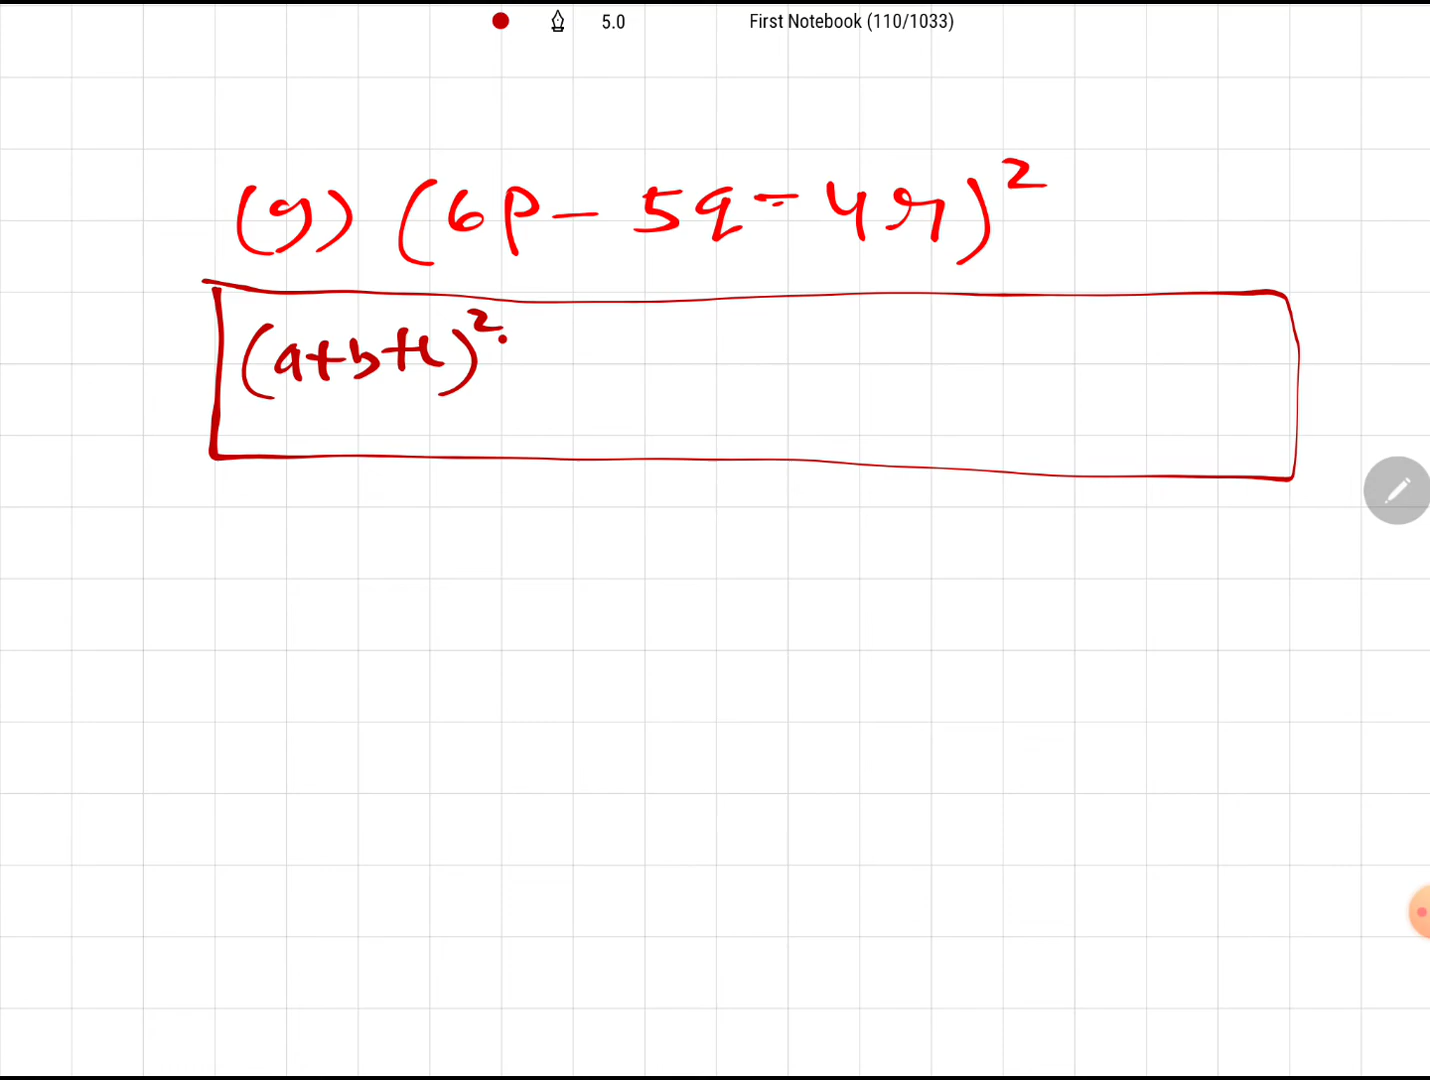 5.0 First Notebook (110/1033)
(g) (6p - 5q - 4r)²
(a+b+c)²